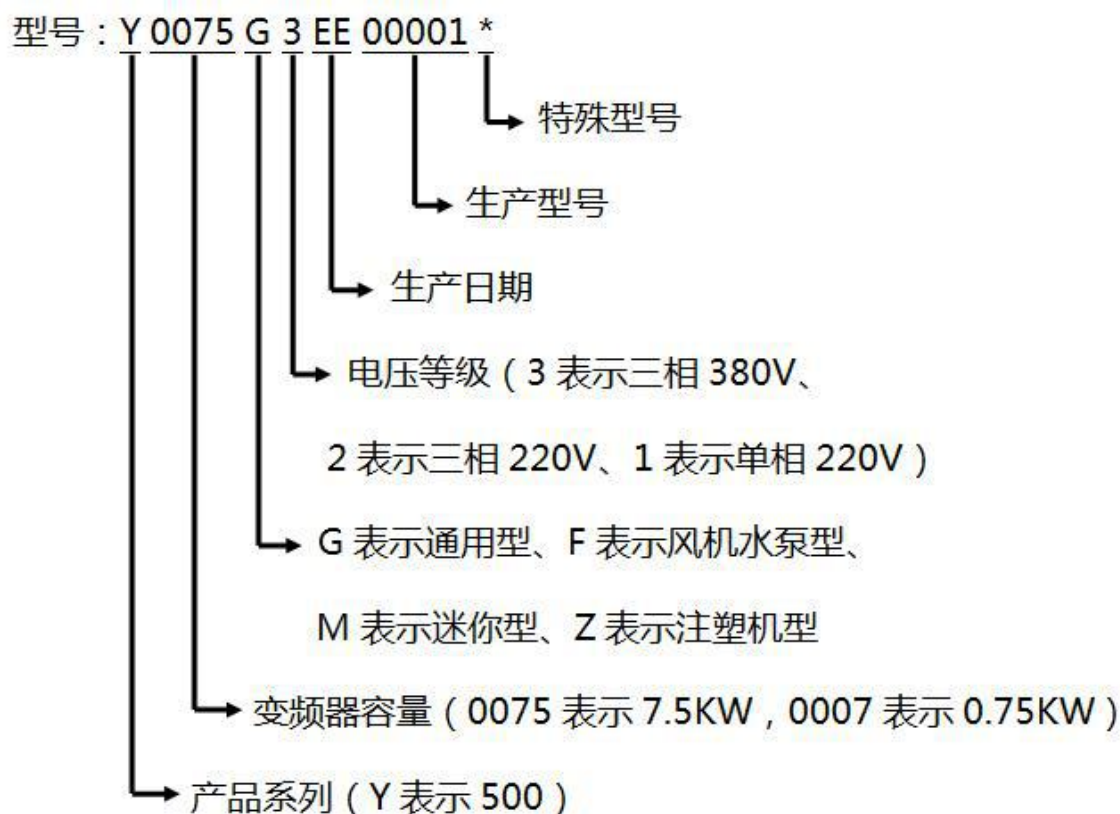 型号：Y 0075 G 3 EE 00001 *
特殊型号
生产型号
生产日期
电压等级（3 表示三相 380V、
2 表示三相 220V、1 表示单相 220V）
G 表示通用型、F 表示风机水泵型、
M 表示迷你型、Z 表示注塑机型
变频器容量（0075 表示 7.5KW，0007 表示 0.75KW）
产品系列（Y 表示 500）